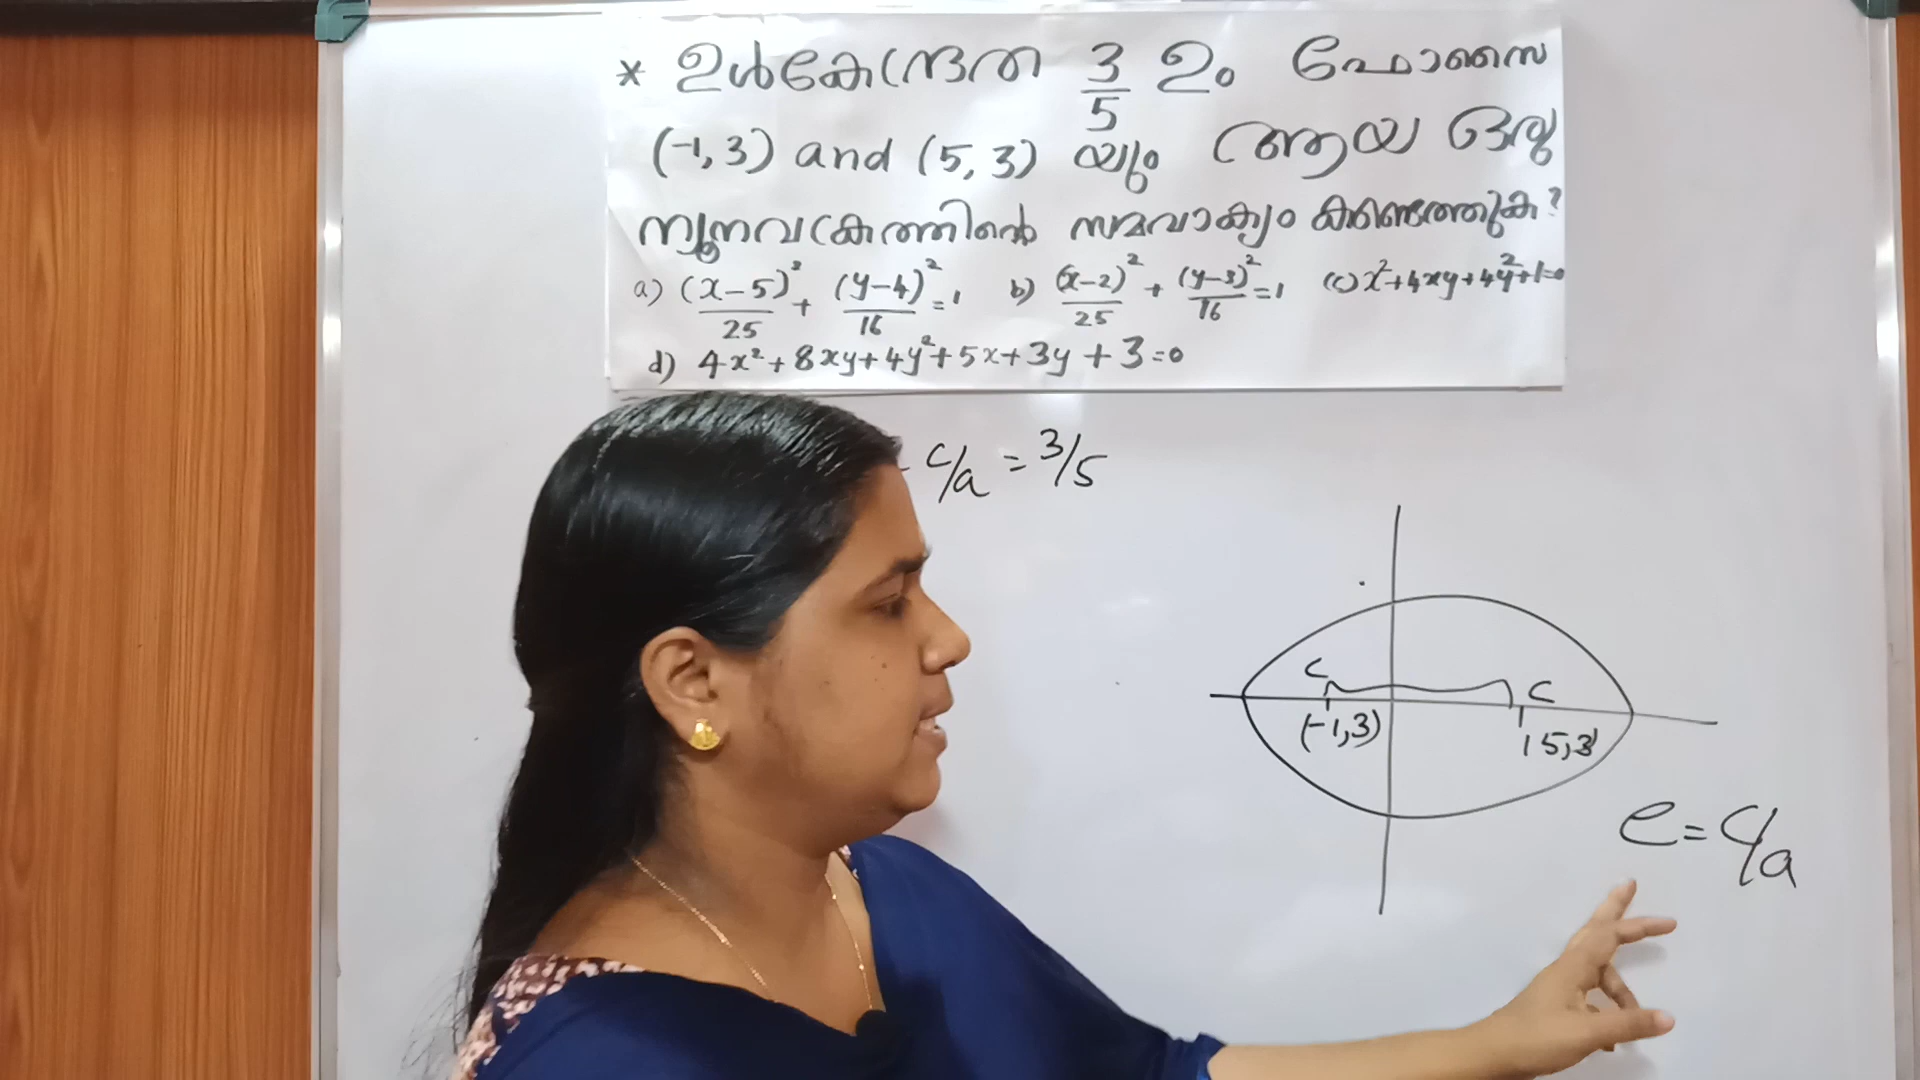 * ഉൾകേന്ദ്രത 3/5 ഉം ഫോസൈ
(-1, 3) and (5, 3) യും ആയ ഒരു
ന്യൂനവക്രത്തിന്റെ സമവാക്യം കണ്ടെത്തുക?
a) (x-5)²/25 + (y-4)²/16 = 1 b) (x-2)²/25 + (y-3)²/16 = 1 (c) x²+4xy+4y²+1=0
d) 4x²+8xy+4y²+5x+3y+3=0
c/a = 3/5
c c
(-1,3) (5,3)
e = c/a